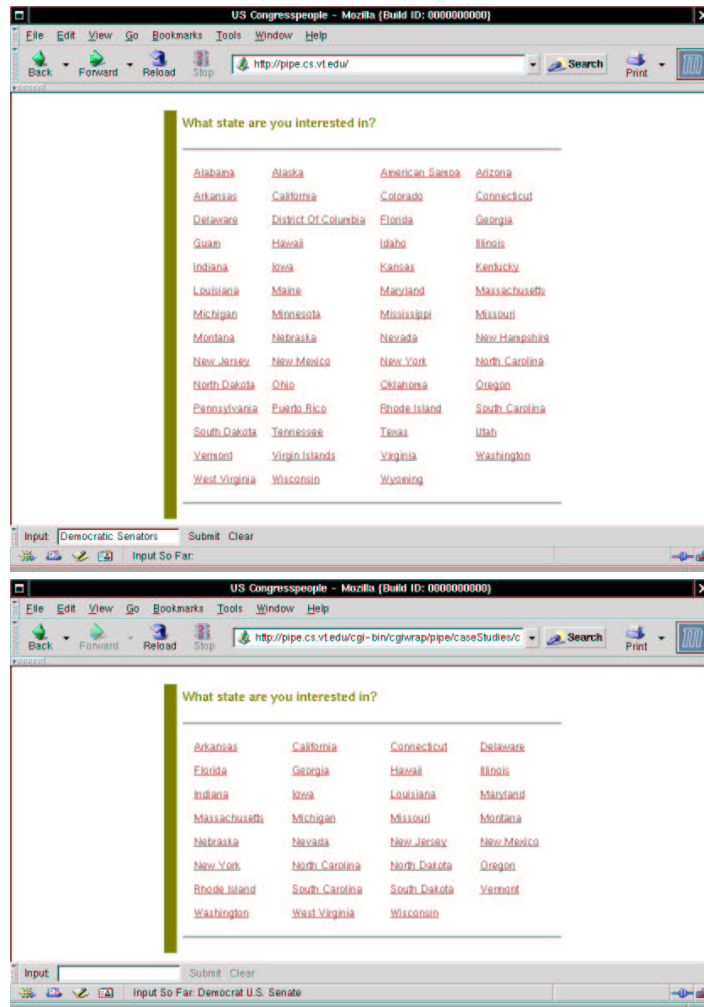 US Congresspeople - Mozilla {Build ID: 0000000000}
File Edit View Go Bookmarks Tools Window Help
Back Forward Reload Stop http://pipe.cs.vt.edu/ Search Print
What state are you interested in?
Alabama Alaska American Samoa Arizona
Arkansas California Colorado Connecticut
Delaware District Of Columbia Florida Georgia
Guam Hawaii Idaho Illinois
Indiana Iowa Kansas Kentucky
Louisiana Maine Maryland Massachusetts
Michigan Minnesota Mississippi Missouri
Montana Nebraska Nevada New Hampshire
New Jersey New Mexico New York North Carolina
North Dakota Ohio Oklahoma Oregon
Pennsylvania Puerto Rico Rhode Island South Carolina
South Dakota Tennessee Texas Utah
Vermont Virgin Islands Virginia Washington
West Virginia Wisconsin Wyoming
Input: Democratic Senators Submit Clear
Input So Far:
US Congresspeople - Mozilla {Build ID: 0000000000}
File Edit View Go Bookmarks Tools Window Help
Back Forward Reload Stop http://pipe.cs.vt.edu/cgi-bin/cgiwrap/pipe/caseStudies/c Search Print
What state are you interested in?
Arkansas California Connecticut Delaware
Florida Georgia Hawaii Illinois
Indiana Iowa Louisiana Maryland
Massachusetts Michigan Missouri Montana
Nebraska Nevada New Jersey New Mexico
New York North Carolina North Dakota Oregon
Rhode Island South Carolina South Dakota Vermont
Washington West Virginia Wisconsin
Input: Submit Clear
Input So Far: Democrat U.S. Senate